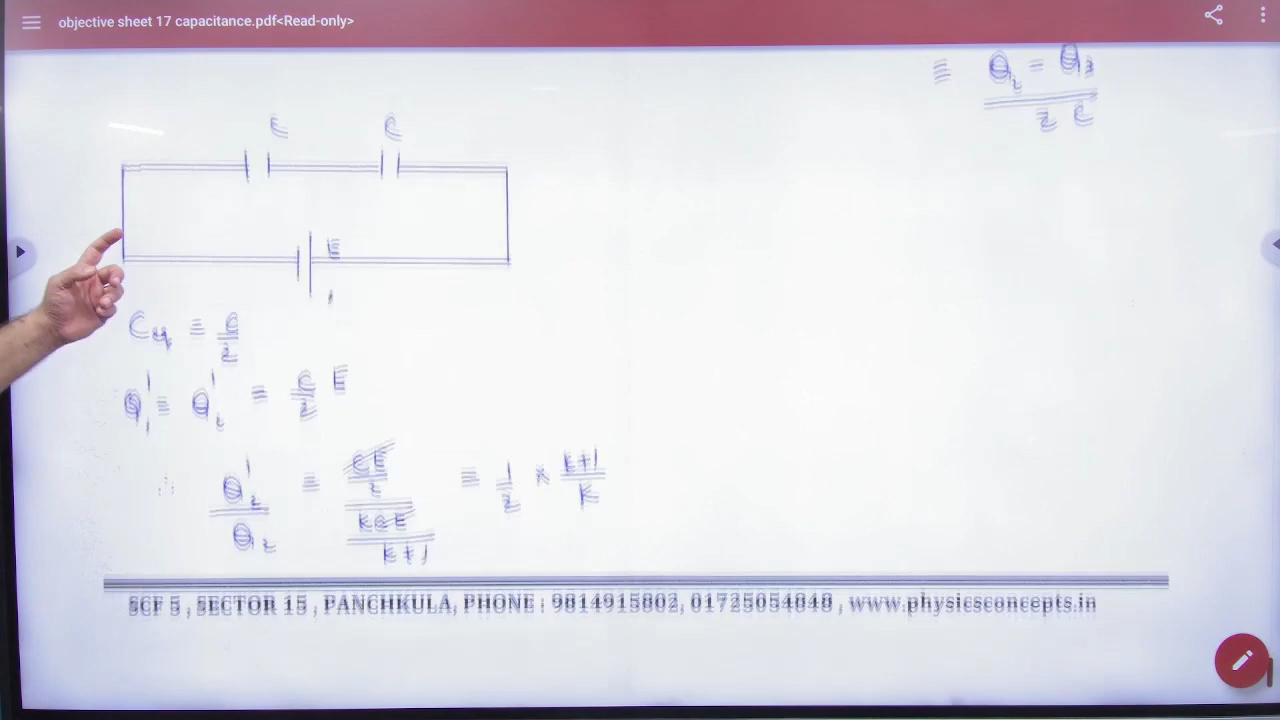 objective sheet 17 capacitance.pdf<Read-only>
≡ Q₂ = Q₃ / 2C
C C
E
C_eq ≡ C/2
Q₁' ≡ Q₂' = C/2 E
∴ Q₂'/Q₂ ≡ (CE/2)/(KCE/(K+1)) ≡ 1/2 × (K+1)/K
SCF 5 , SECTOR 15 , PANCHKULA, PHONE : 9814915802, 01725054848 , www.physicsconcepts.in